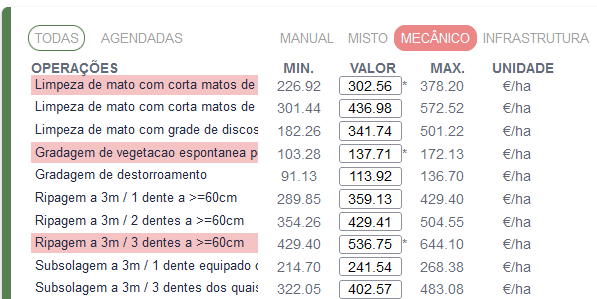 TODAS AGENDADAS MANUAL MISTO MECÂNICO INFRASTRUTURA
OPERAÇÕES MIN. VALOR MAX. UNIDADE
Limpeza de mato com corta matos de 226.92 302.56 * 378.20 €/ha
Limpeza de mato com corta matos de 301.44 436.98 572.52 €/ha
Limpeza de mato com grade de discos 182.26 341.74 501.22 €/ha
Gradagem de vegetacao espontanea p 103.28 137.71 * 172.13 €/ha
Gradagem de destorroamento 91.13 113.92 136.70 €/ha
Ripagem a 3m / 1 dente a >=60cm 289.85 359.13 429.40 €/ha
Ripagem a 3m / 2 dentes a >=60cm 354.26 429.41 504.55 €/ha
Ripagem a 3m / 3 dentes a >=60cm 429.40 536.75 * 644.10 €/ha
Subsolagem a 3m / 1 dente equipado c 214.70 241.54 268.38 €/ha
Subsolagem a 3m / 3 dentes dos quais 322.05 402.57 483.08 €/ha